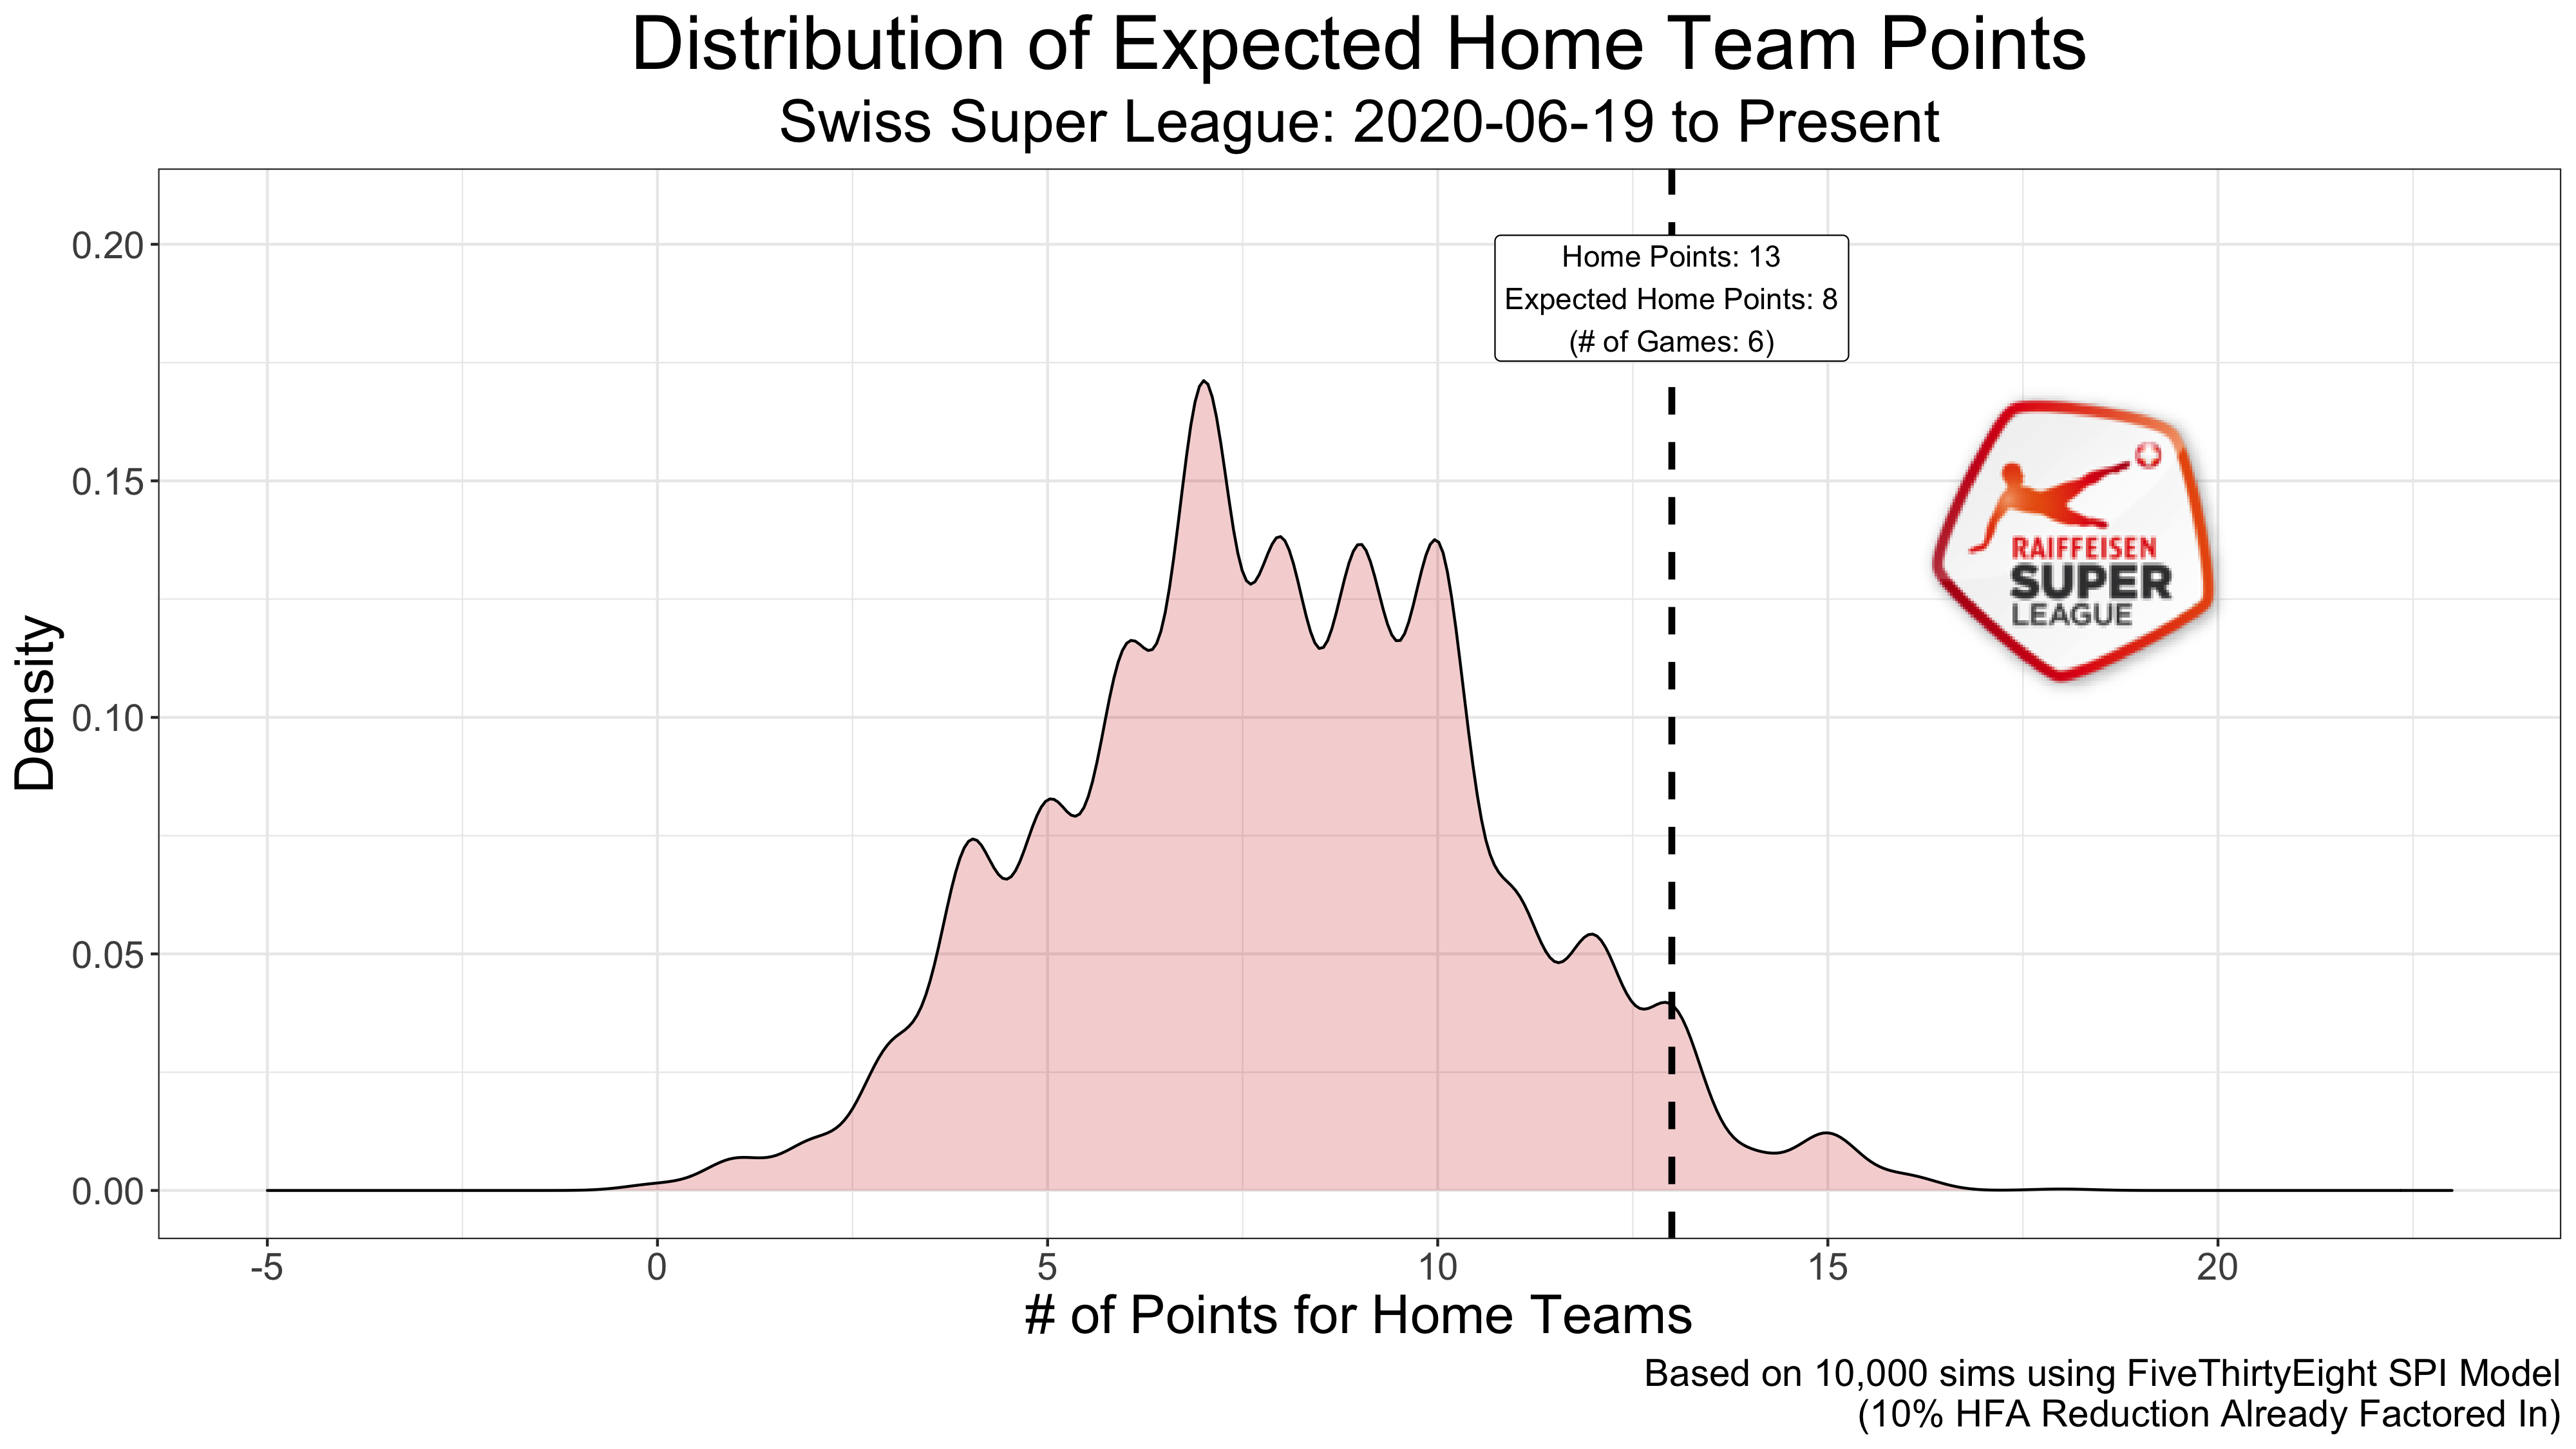 Distribution of Expected Home Team Points
Swiss Super League: 2020-06-19 to Present
Home Points: 13
Expected Home Points: 8
(# of Games: 6)
RAIFFEISEN
SUPER
LEAGUE
Density
0.20
0.15
0.10
0.05
0.00
-5 0 5 10 15 20
# of Points for Home Teams
Based on 10,000 sims using FiveThirtyEight SPI Model
(10% HFA Reduction Already Factored In)